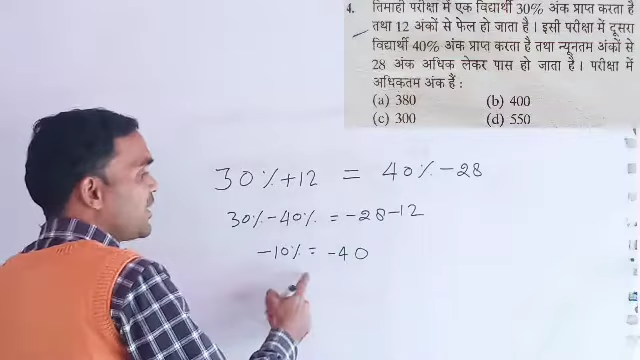 4. तिमाही परीक्षा में एक विद्यार्थी 30% अंक प्राप्त करता है
तथा 12 अंकों से फेल हो जाता है। इसी परीक्षा में दूसरा
विद्यार्थी 40% अंक प्राप्त करता है तथा न्यूनतम अंकों से
28 अंक अधिक लेकर पास हो जाता है। परीक्षा में
अधिकतम अंक हैं :
(a) 380 (b) 400
(c) 300 (d) 550
30%+12 = 40%-28
30%-40% = -28-12
-10% = -40